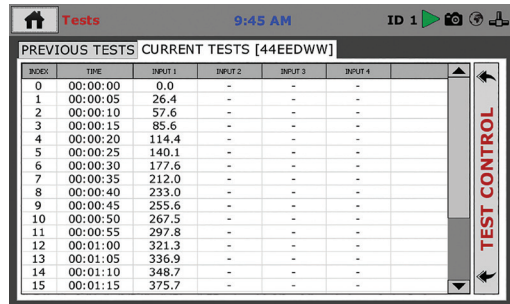 Tests 9:45 AM ID 1
PREVIOUS TESTS CURRENT TESTS [44EEDWW]
INDEX TIME INPUT 1 INPUT 2 INPUT 3 INPUT 4
0 00:00:00 0.0 - - -
1 00:00:05 26.4 - - -
2 00:00:10 57.6 - - -
3 00:00:15 85.6 - - -
4 00:00:20 114.4 - - -
5 00:00:25 140.1 - - -
6 00:00:30 177.6 - - -
7 00:00:35 212.0 - - -
8 00:00:40 233.0 - - -
9 00:00:45 255.6 - - -
10 00:00:50 267.5 - - -
11 00:00:55 297.8 - - -
12 00:01:00 321.3 - - -
13 00:01:05 336.9 - - -
14 00:01:10 348.7 - - -
15 00:01:15 375.7 - - -
TEST CONTROL